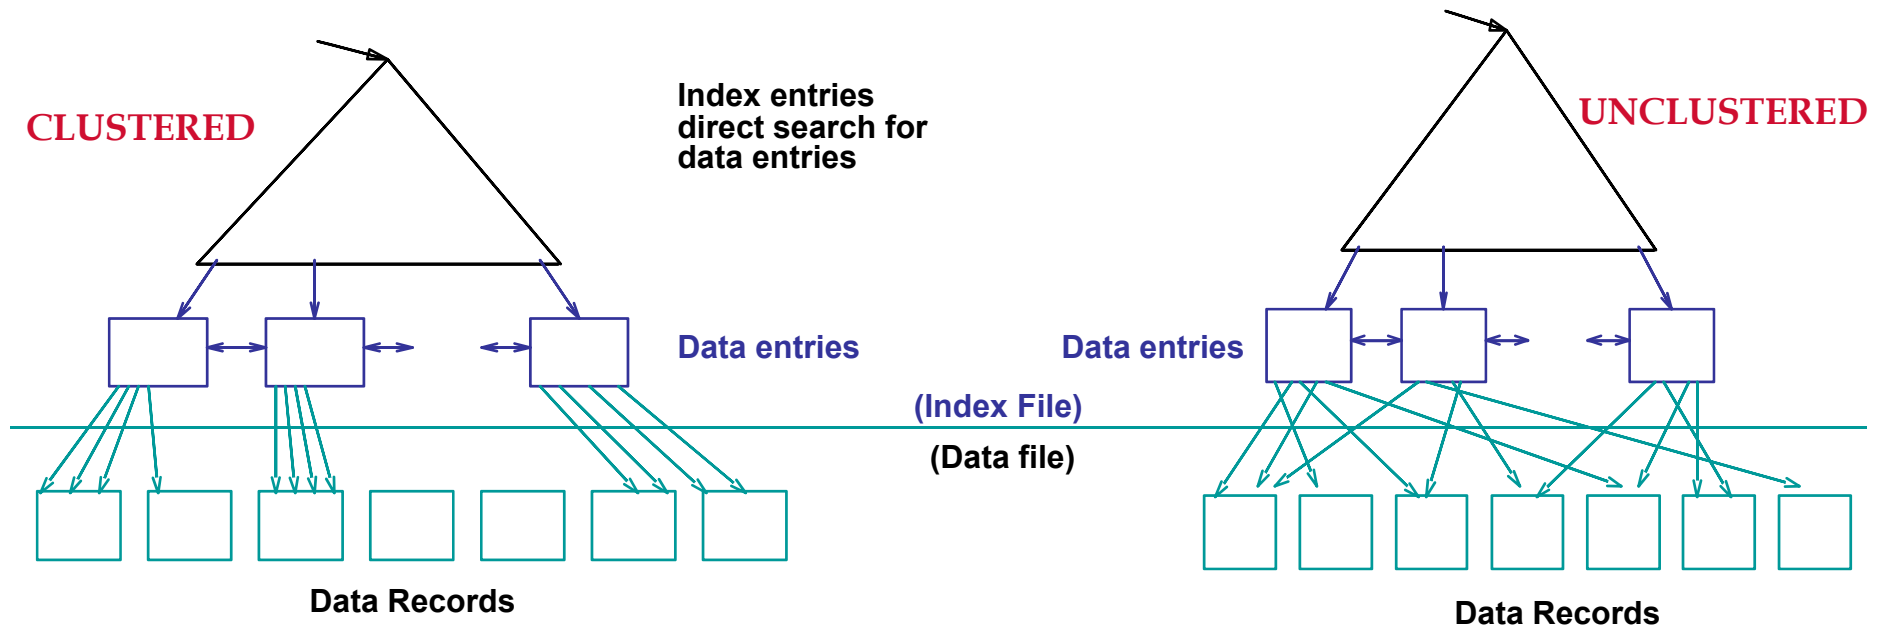 CLUSTERED
Index entries
direct search for
data entries
UNCLUSTERED
Data entries
Data entries
(Index File)
(Data file)
Data Records
Data Records